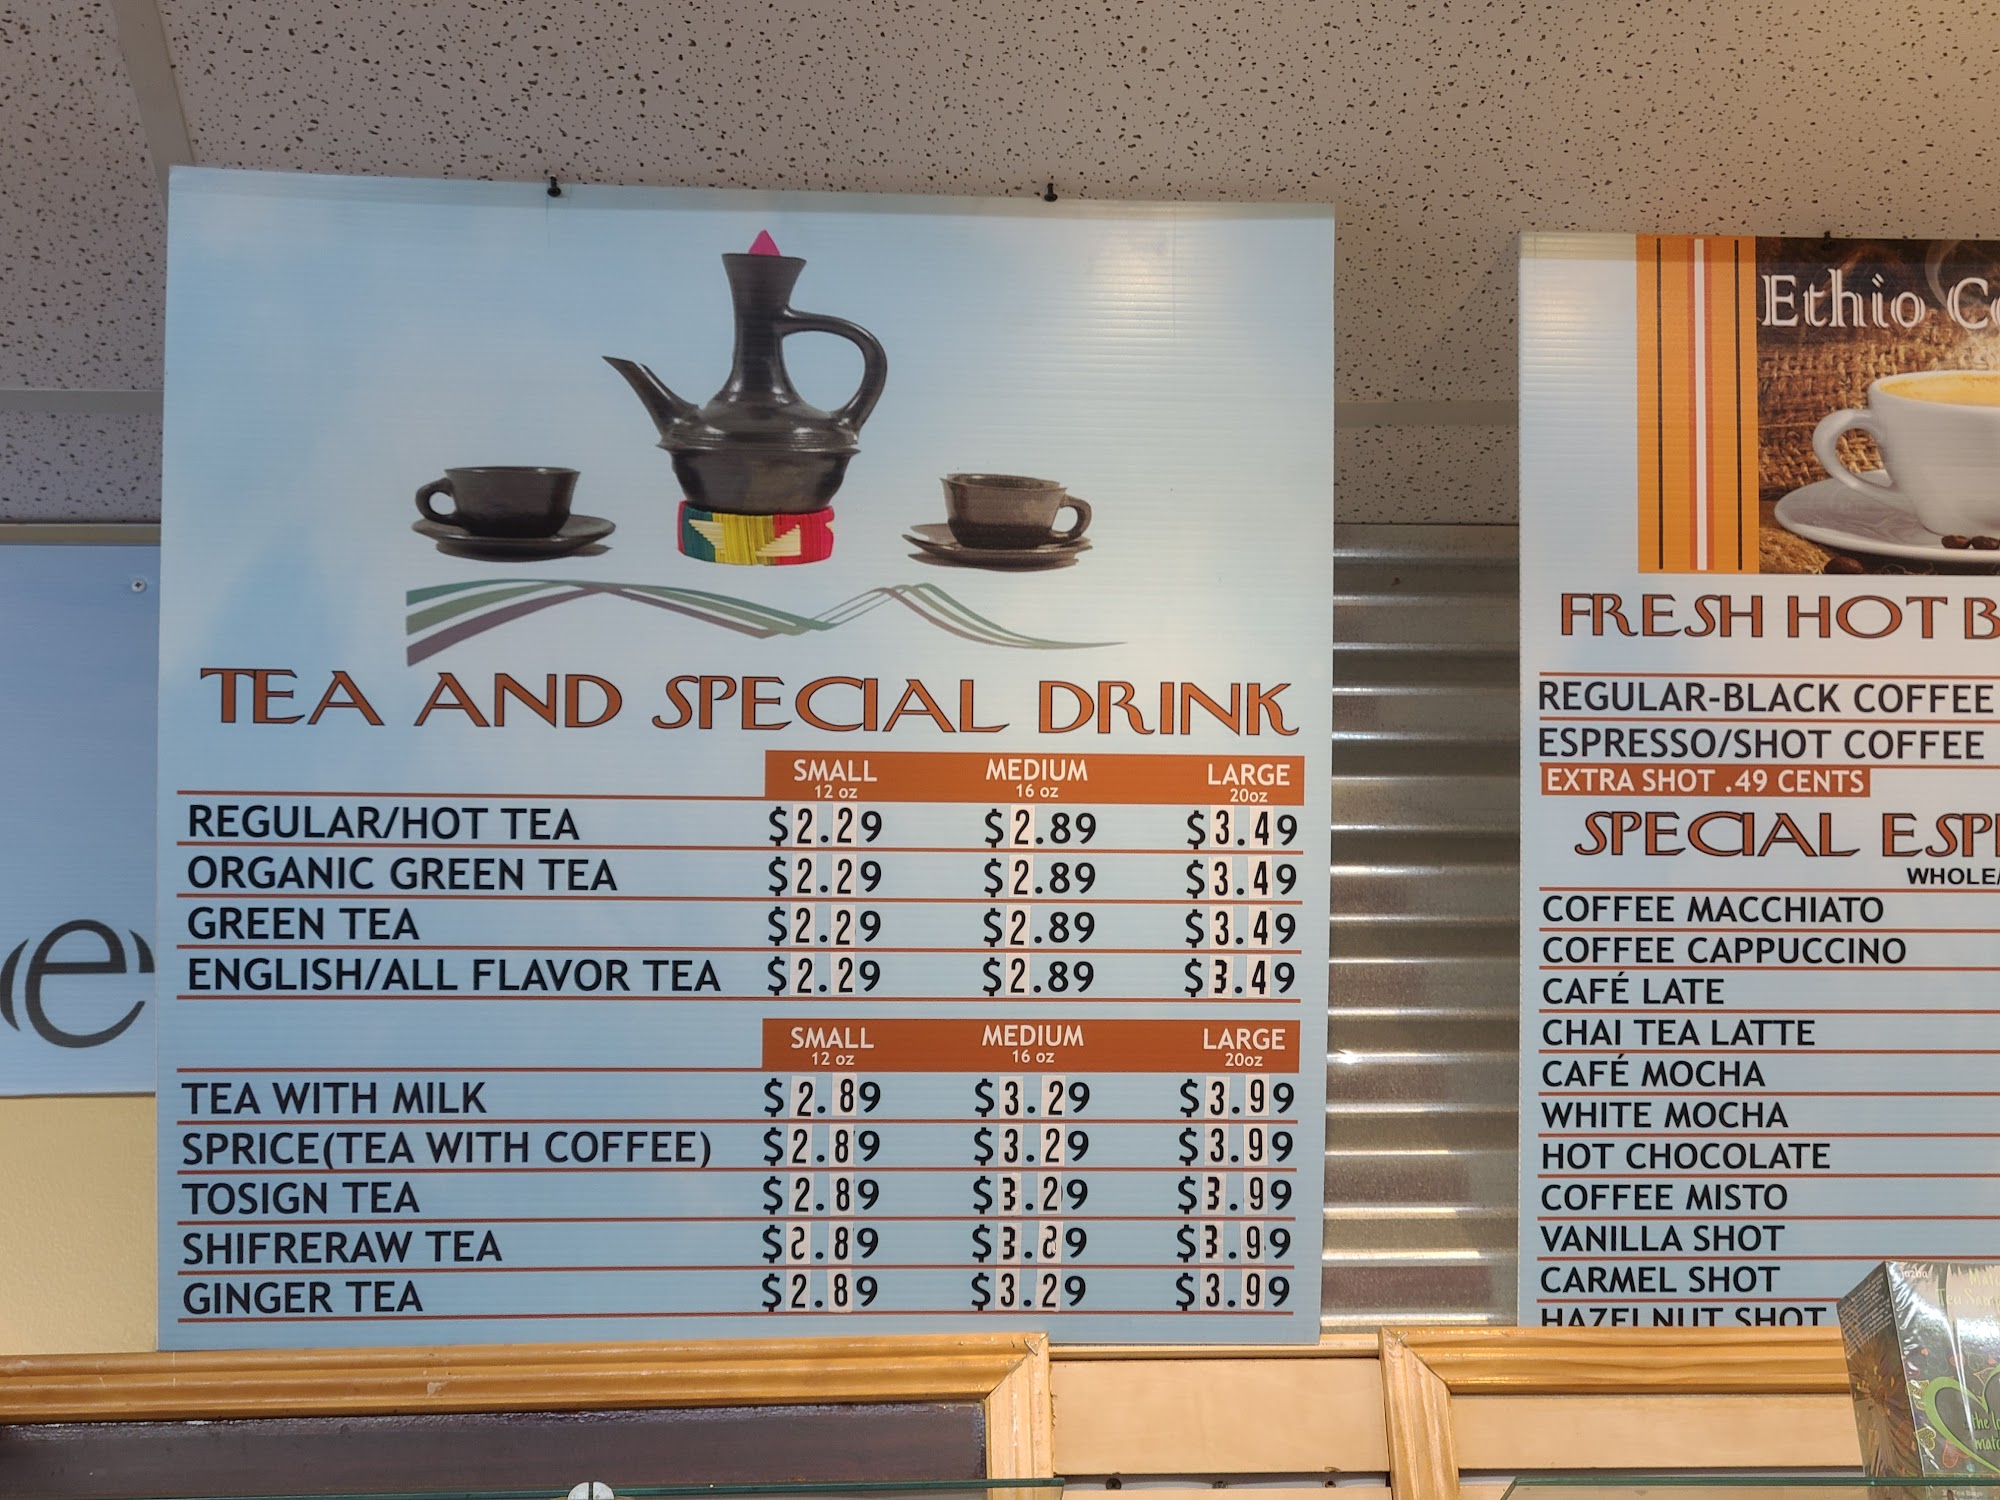 TEA AND SPECIAL DRINK
SMALL MEDIUM LARGE
12 oz 16 oz 20oz
REGULAR/HOT TEA $2.29 $2.89 $3.49
ORGANIC GREEN TEA $2.29 $2.89 $3.49
GREEN TEA $2.29 $2.89 $3.49
ENGLISH/ALL FLAVOR TEA $2.29 $2.89 $3.49
SMALL MEDIUM LARGE
12 oz 16 oz 20oz
TEA WITH MILK $2.89 $3.29 $3.99
SPRICE(TEA WITH COFFEE) $2.89 $3.29 $3.99
TOSIGN TEA $2.89 $3.29 $3.99
SHIFRERAW TEA $2.89 $3.29 $3.99
GINGER TEA $2.89 $3.29 $3.99
e
Ethio
FRESH HOT
REGULAR-BLACK COFFEE
ESPRESSO/SHOT COFFEE
EXTRA SHOT .49 CENTS
SPECIAL
WHOLE/
COFFEE MACCHIATO
COFFEE CAPPUCCINO
CAFÉ LATE
CHAI TEA LATTE
CAFÉ MOCHA
WHITE MOCHA
HOT CHOCOLATE
COFFEE MISTO
VANILLA SHOT
CARMEL SHOT
HAZELNUT SHOT